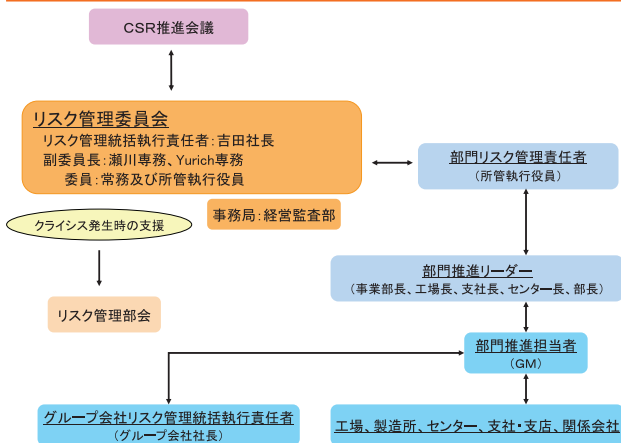 CSR推進会議
リスク管理委員会
リスク管理統括執行責任者：吉田社長
副委員長：瀬川専務、Yurich専務
委員：常務及び所管執行役員
事務局：経営監査部
クライシス発生時の支援
リスク管理部会
部門リスク管理責任者
（所管執行役員）
部門推進リーダー
（事業部長、工場長、支社長、センター長、部長）
部門推進担当者
（GM）
グループ会社リスク管理統括執行責任者
（グループ会社社長）
工場、製造所、センター、支社・支店、関係会社